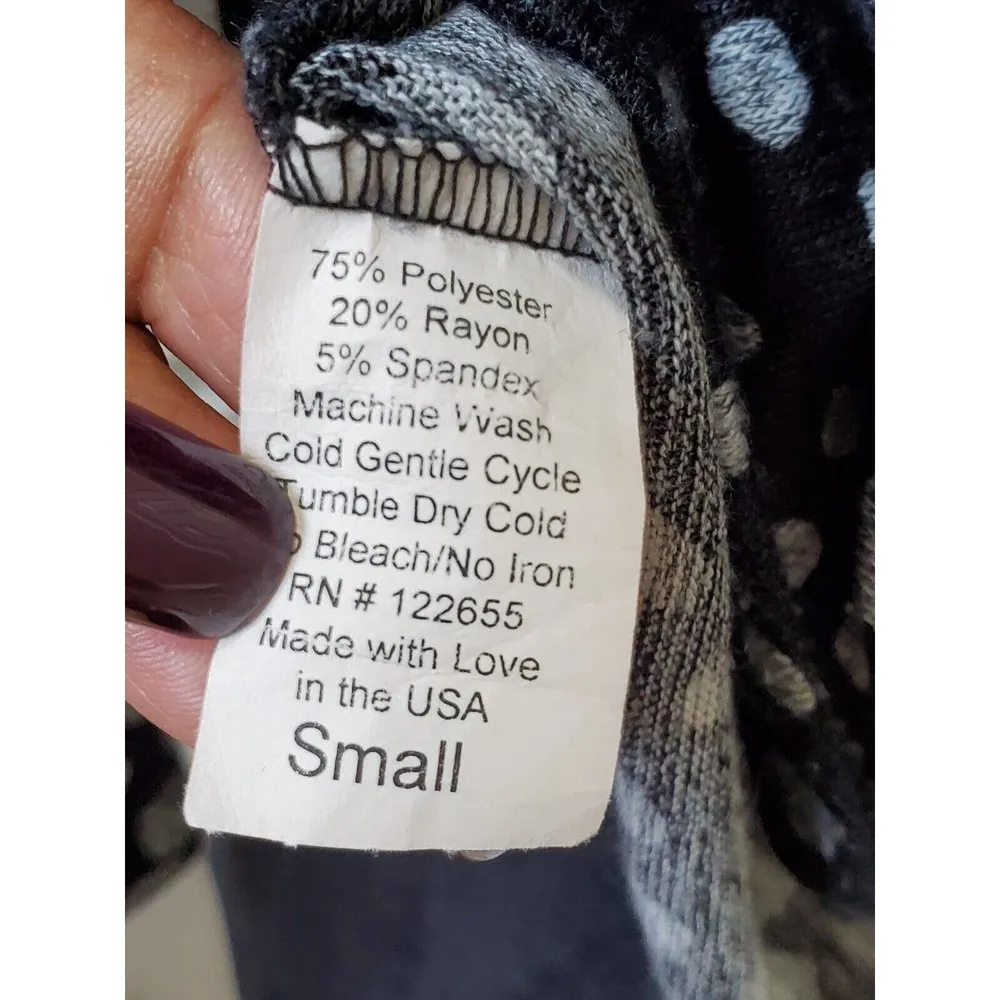 75% Polyester
20% Rayon
5% Spandex
Machine Wash
Cold Gentle Cycle
Tumble Dry Cold
Bleach/No Iron
RN # 122655
Made with Love
in the USA
Small